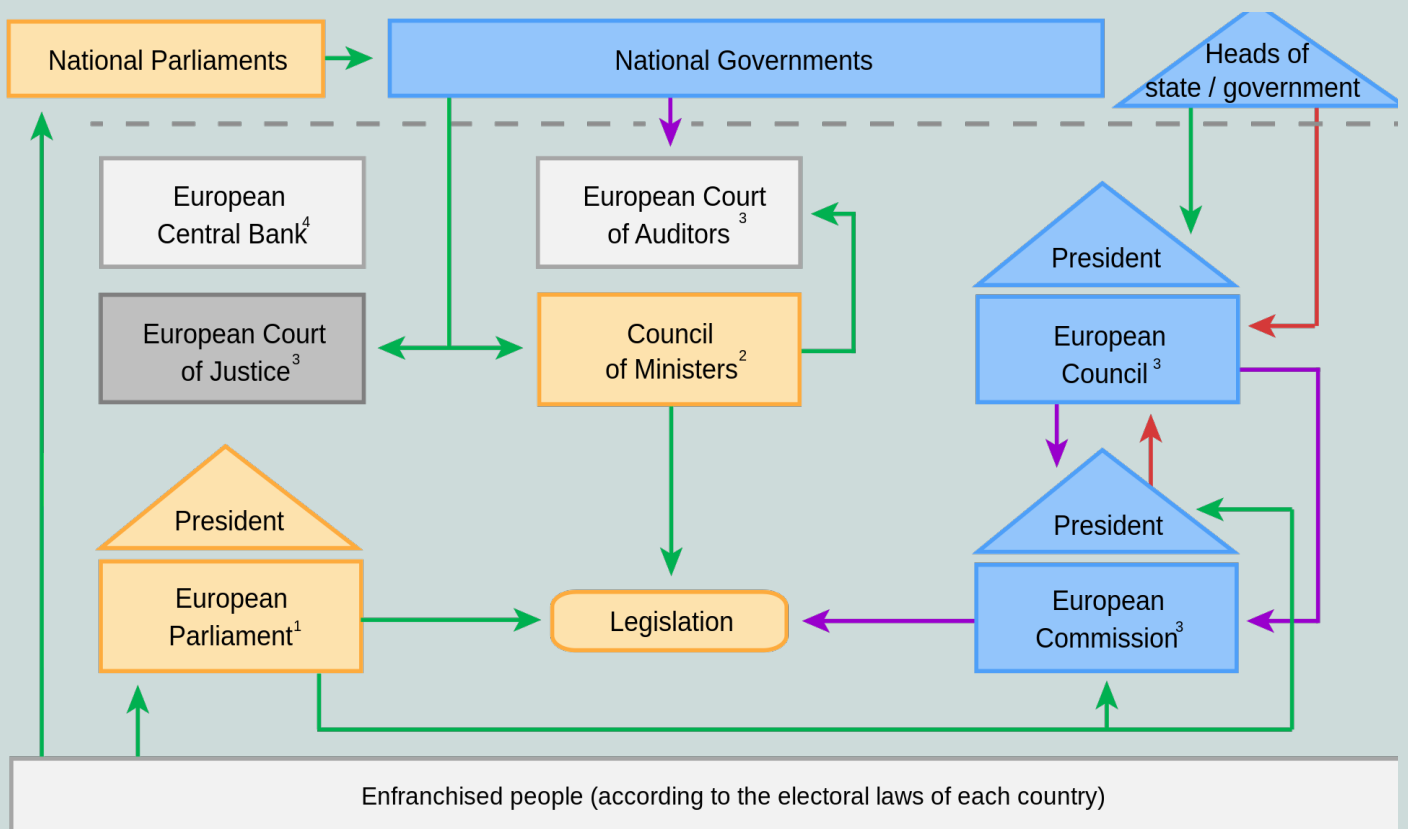 National Parliaments
National Governments
Heads of
state / government
European
Central Bank4
European Court
of Auditors 3
President
European Court
of Justice3
Council
of Ministers2
European
Council 3
President
European
Parliament1
Legislation
President
European
Commission3
Enfranchised people (according to the electoral laws of each country)